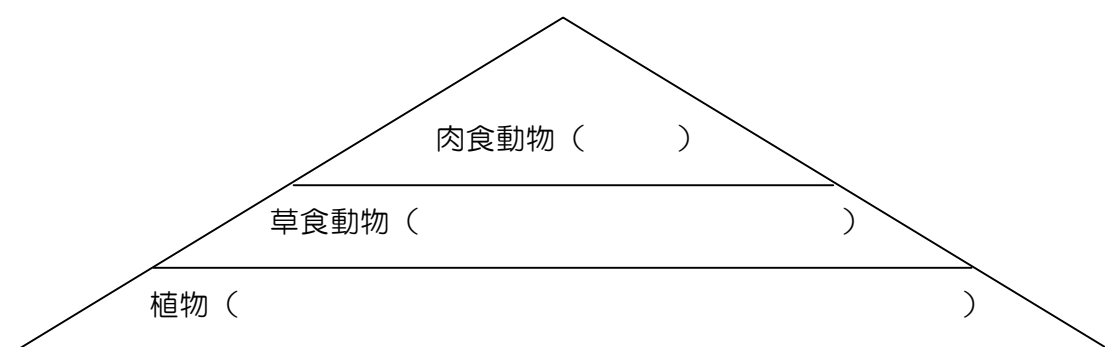 肉食動物（　　　）
草食動物（　　　　　　　　　　　　　　）
植物（　　　　　　　　　　　　　　　　　　　　　　　　）